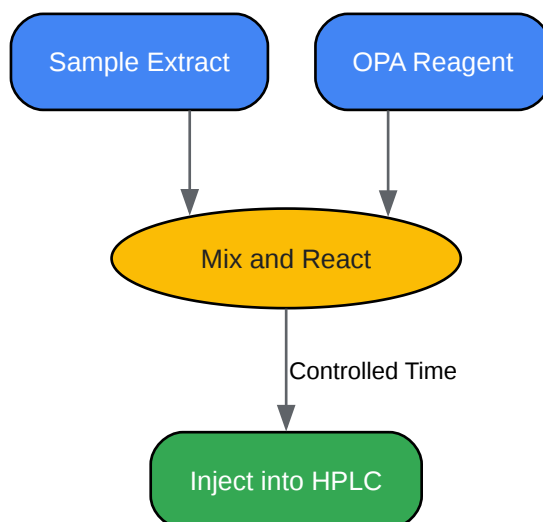 Sample Extract
OPA Reagent
Mix and React
Controlled Time
Inject into HPLC